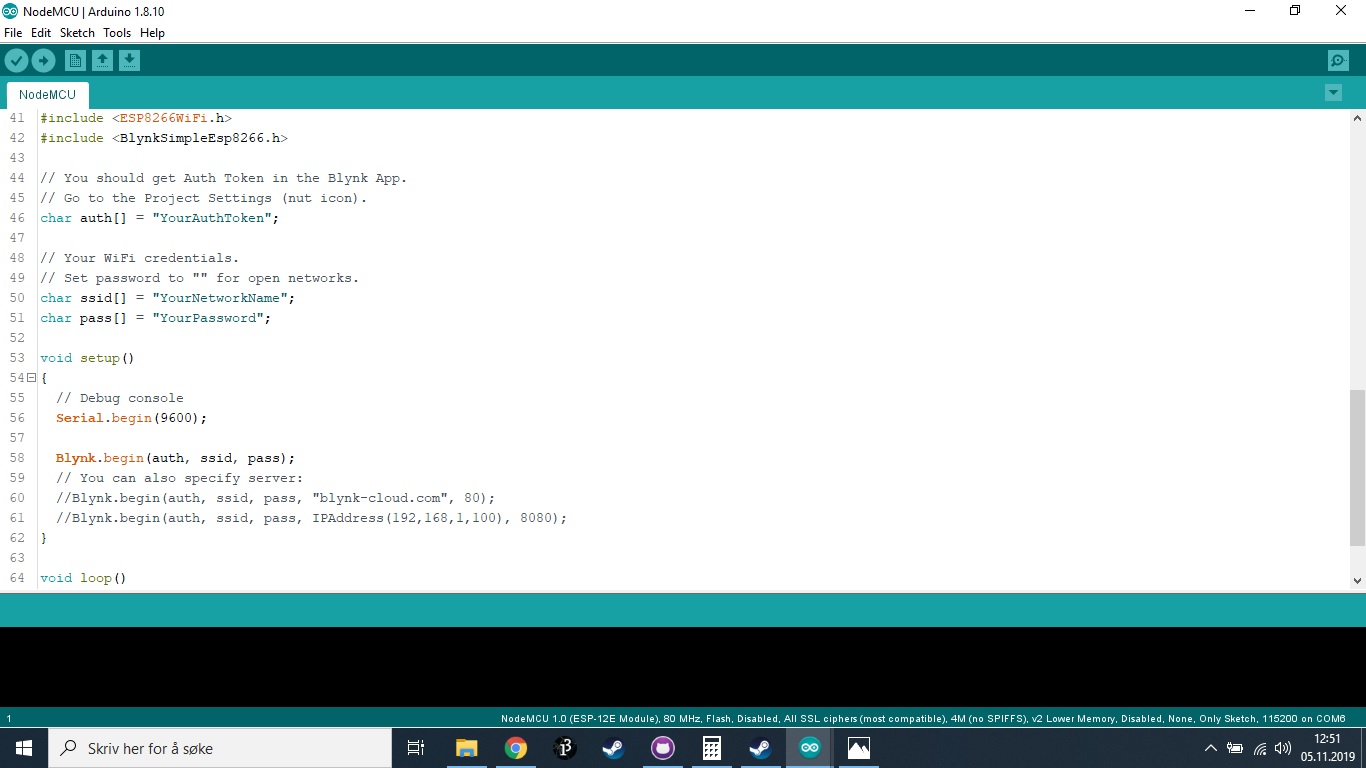 NodeMCU | Arduino 1.8.10
File Edit Sketch Tools Help
NodeMCU
41 #include <ESP8266WiFi.h>
42 #include <BlynkSimpleEsp8266.h>
43
44 // You should get Auth Token in the Blynk App.
45 // Go to the Project Settings (nut icon).
46 char auth[] = "YourAuthToken";
47
48 // Your WiFi credentials.
49 // Set password to "" for open networks.
50 char ssid[] = "YourNetworkName";
51 char pass[] = "YourPassword";
52
53 void setup()
54 {
55   // Debug console
56   Serial.begin(9600);
57
58   Blynk.begin(auth, ssid, pass);
59   // You can also specify server:
60   //Blynk.begin(auth, ssid, pass, "blynk-cloud.com", 80);
61   //Blynk.begin(auth, ssid, pass, IPAddress(192,168,1,100), 8080);
62 }
63
64 void loop()
1 NodeMCU 1.0 (ESP-12E Module), 80 MHz, Flash, Disabled, All SSL ciphers (most compatible), 4M (no SPIFFS), v2 Lower Memory, Disabled, None, Only Sketch, 115200 on COM6
Skriv her for å søke
12:51
05.11.2019